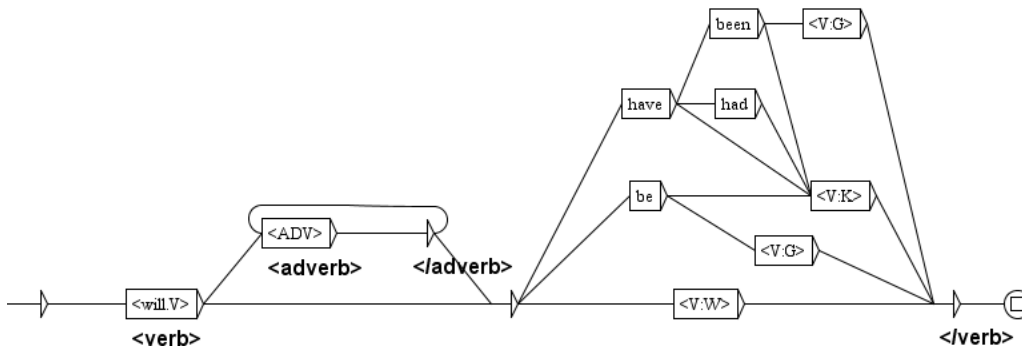 been <V:G>
have had
be <V:K>
<ADV>
<V:G>
<adverb> </adverb>
<will.V> <V:W>
<verb> </verb>